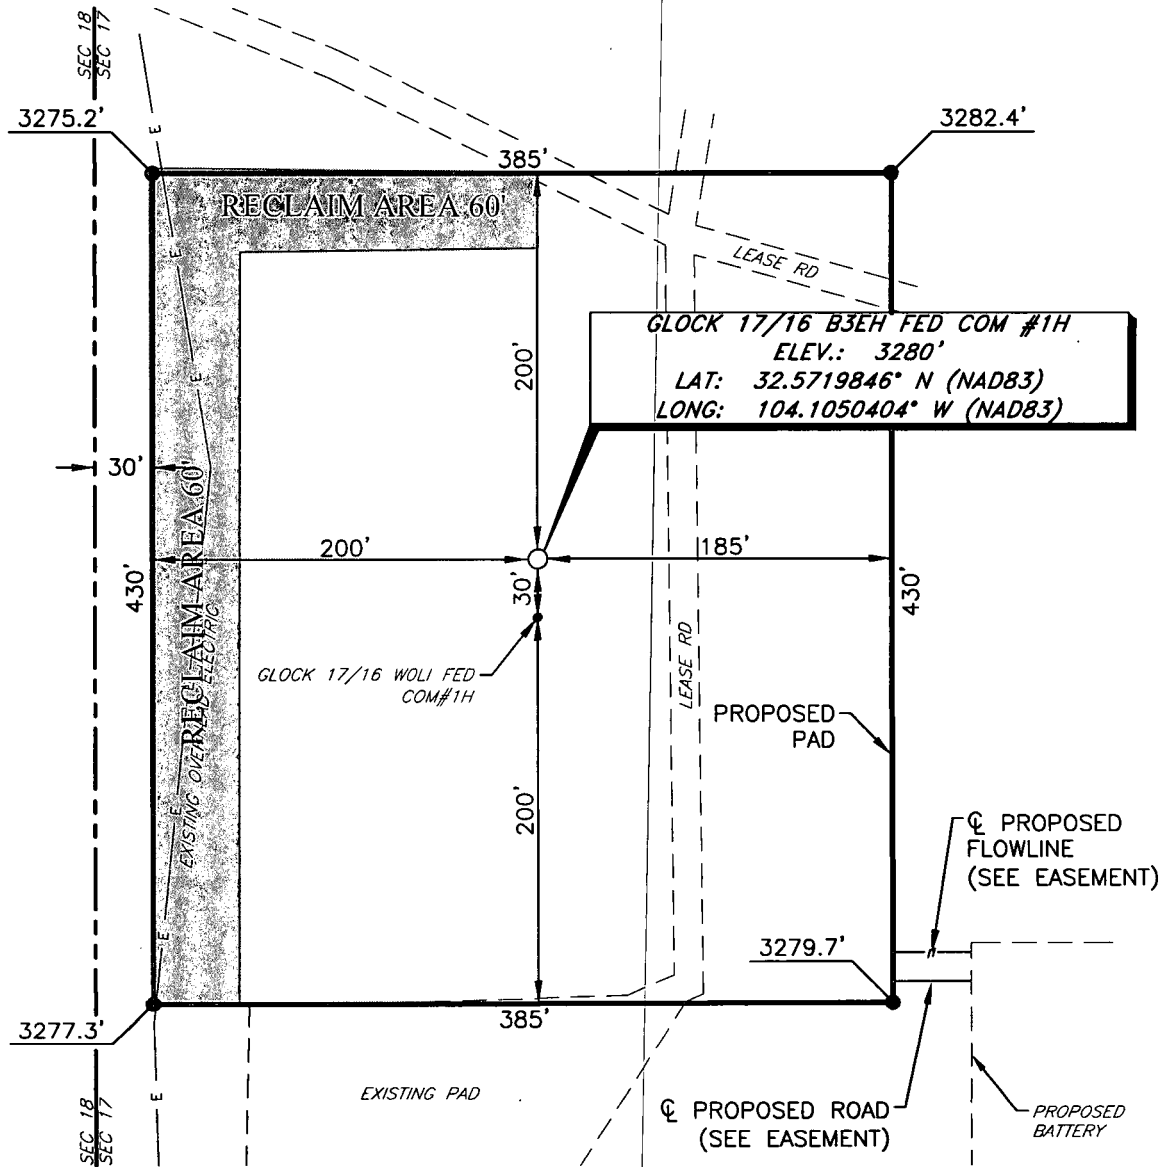 SEC 18
SEC 17
3275.2'
3282.4'
385'
E
RECLAIM AREA 60'
E
LEASE RD
GLOCK 17/16 B3EH FED COM #1H
ELEV.: 3280'
LAT: 32.5719846° N (NAD83)
LONG: 104.1050404° W (NAD83)
200'
E
30'
RECLAIM AREA 60'
200'
185'
430'
30'
430'
EXISTING OVERHEAD ELECTRIC
GLOCK 17/16 WOLI FED
COM#1H
LEASE RD
PROPOSED
PAD
200'
E
℄ PROPOSED
FLOWLINE
(SEE EASEMENT)
E
3279.7'
3277.3'
385'
E
EXISTING PAD
℄ PROPOSED ROAD
(SEE EASEMENT)
PROPOSED
BATTERY
SEC 18
SEC 17